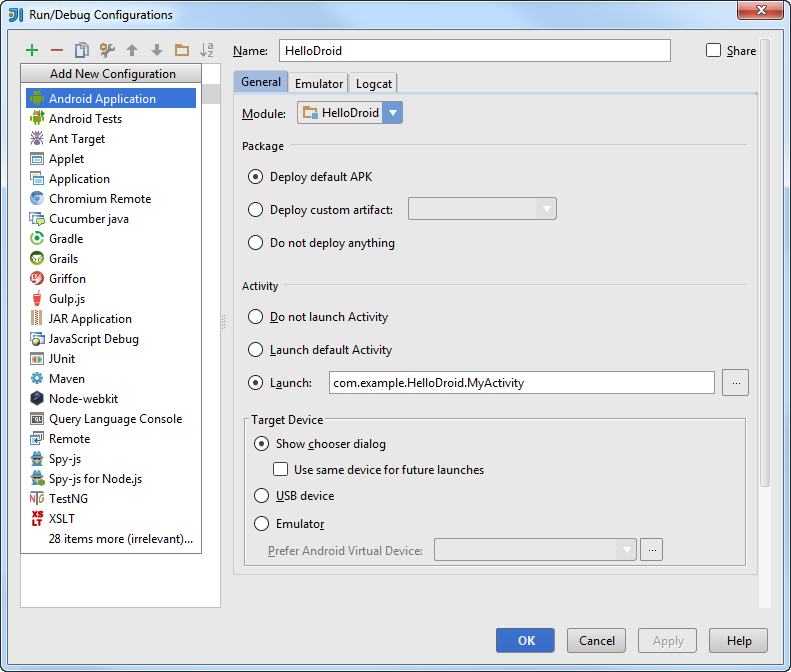 Run/Debug Configurations
Name: HelloDroid Share
Add New Configuration
Android Application
Android Tests
Ant Target
Applet
Application
Chromium Remote
Cucumber java
Gradle
Grails
Griffon
Gulp.js
JAR Application
JavaScript Debug
JUnit
Maven
Node-webkit
Query Language Console
Remote
Spy-js
Spy-js for Node.js
TestNG
XSLT
28 items more (irrelevant)...
General Emulator Logcat
Module: HelloDroid
Package
Deploy default APK
Deploy custom artifact:
Do not deploy anything
Activity
Do not launch Activity
Launch default Activity
Launch: com.example.HelloDroid.MyActivity ...
Target Device
Show chooser dialog
Use same device for future launches
USB device
Emulator
Prefer Android Virtual Device: ...
OK Cancel Apply Help